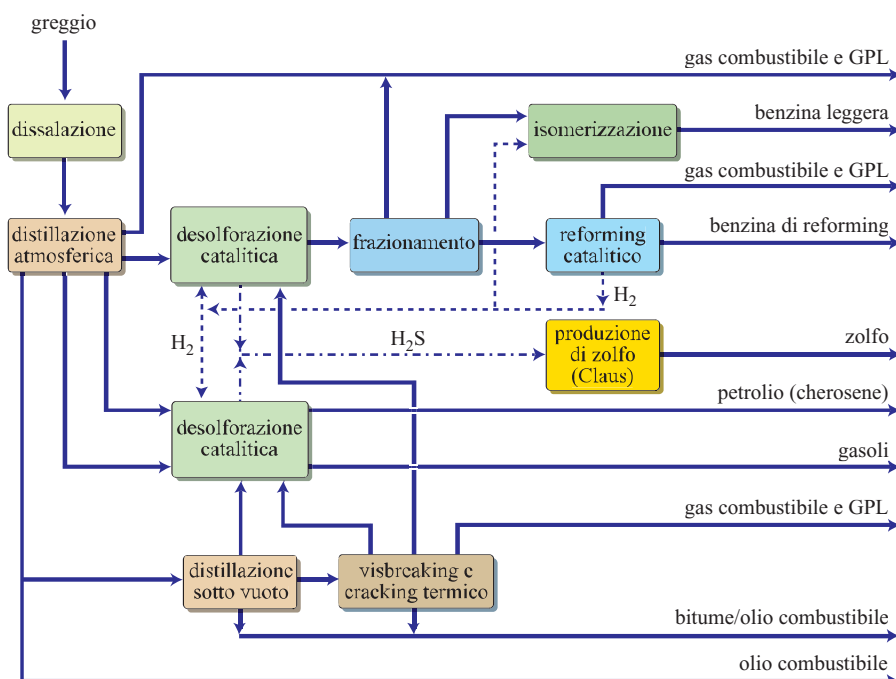 greggio
gas combustibile e GPL
dissalazione
isomerizzazione
benzina leggera
gas combustibile e GPL
distillazione
atmosferica
desolforazione
catalitica
frazionamento
reforming
catalitico
benzina di reforming
H₂
H₂
H₂S
produzione
di zolfo
(Claus)
zolfo
desolforazione
catalitica
petrolio (cherosene)
gasoli
gas combustibile e GPL
distillazione
sotto vuoto
visbreaking e
cracking termico
bitume/olio combustibile
olio combustibile